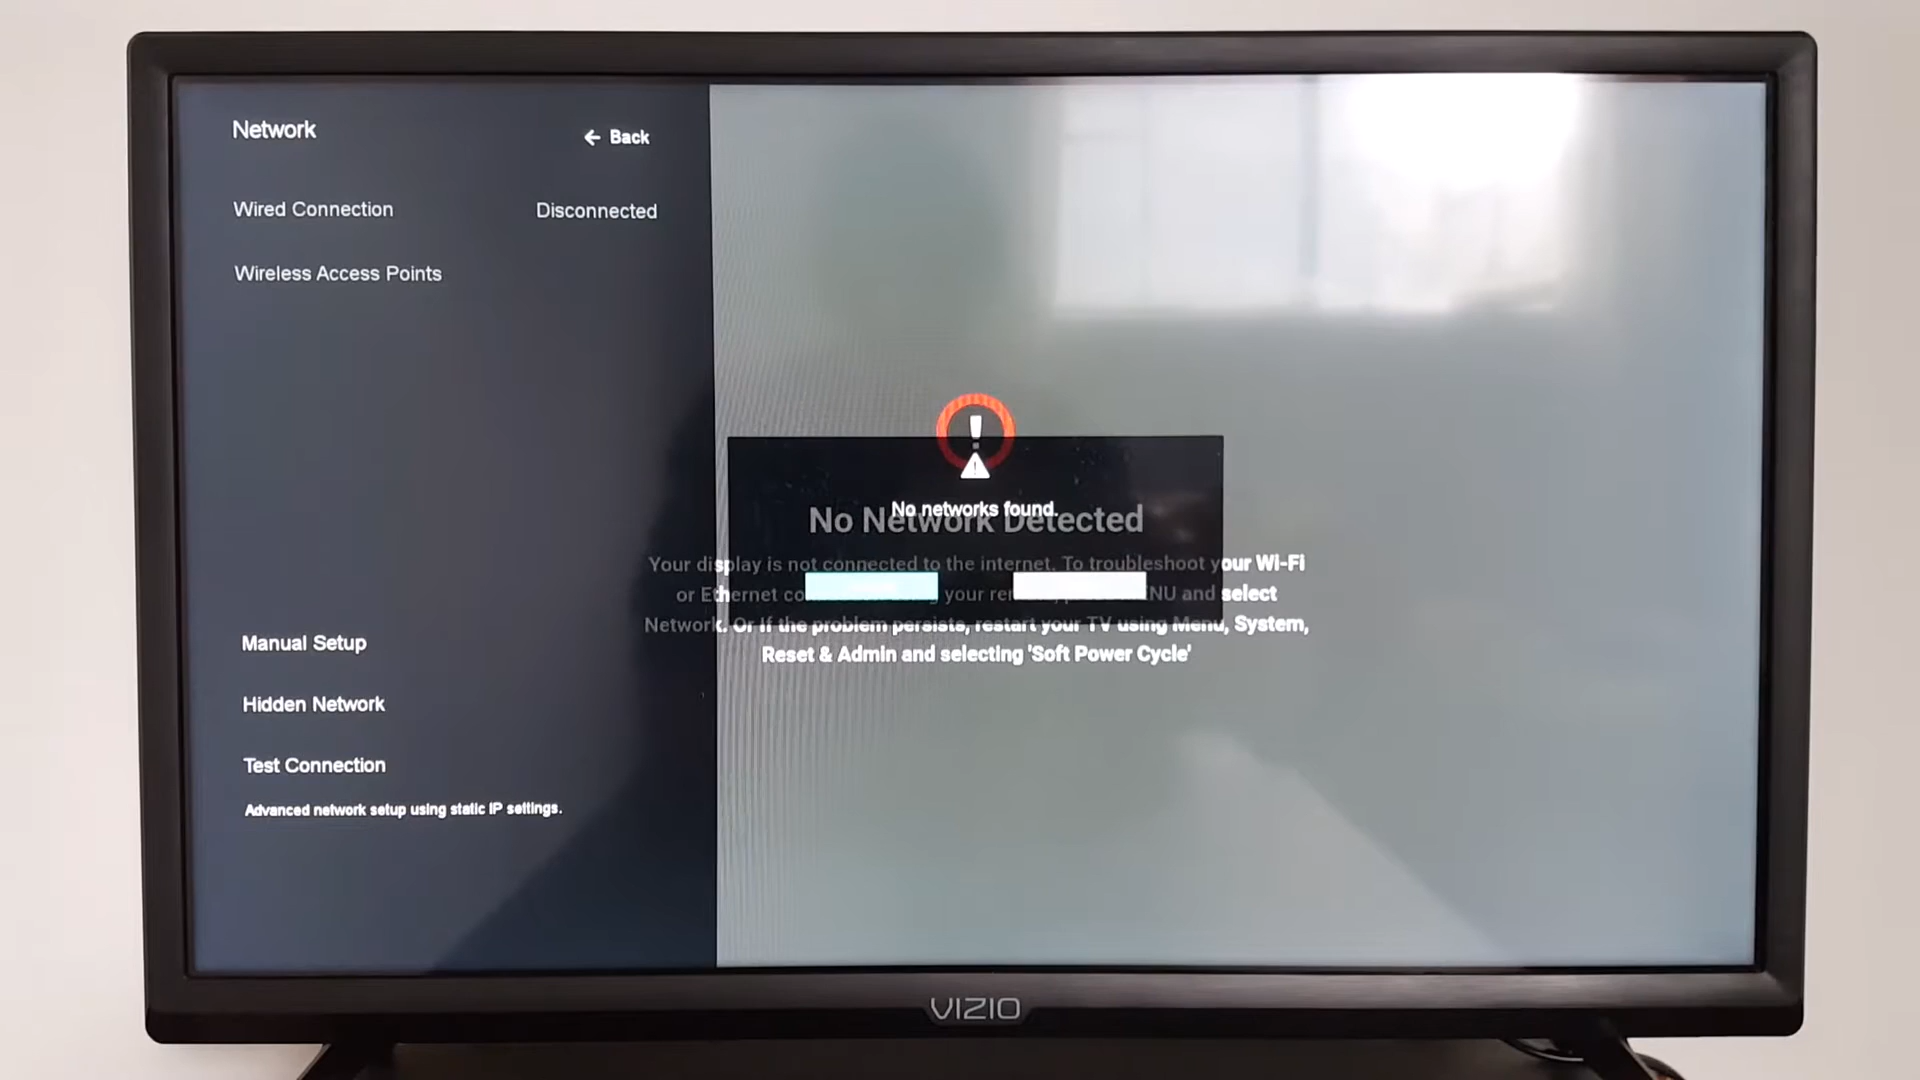 Network
← Back
Wired Connection
Disconnected
Wireless Access Points
No networks found.
No Network Detected
Your display is not connected to the internet. To troubleshoot your Wi-Fi
or Ethernet your MENU and select
Network. Or If the problem persists, restart your TV using Menu, System,
Reset & Admin and selecting 'Soft Power Cycle'
Manual Setup
Hidden Network
Test Connection
Advanced network setup using static IP settings.
VIZIO